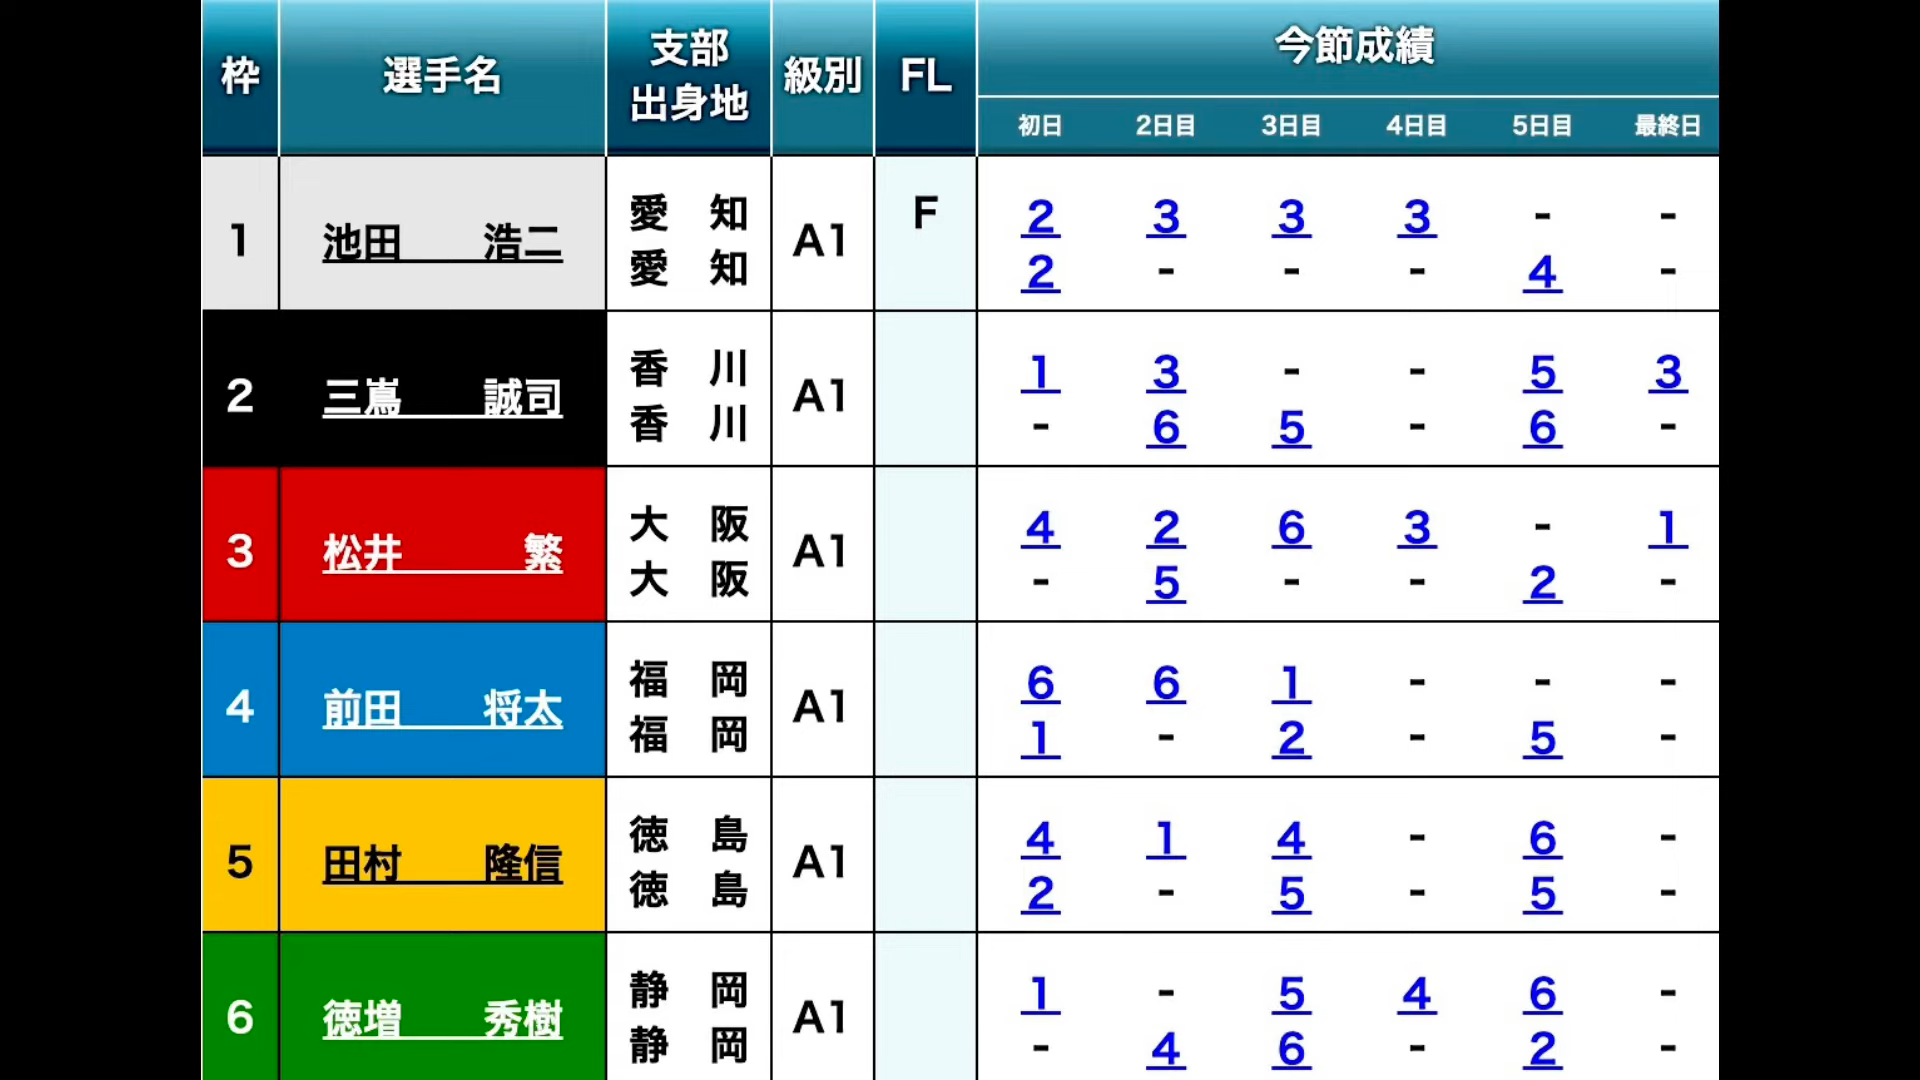 枠 選手名 支部 出身地 級別 FL 今節成績
初日 2日目 3日目 4日目 5日目 最終日
1 池田 浩二 愛 知 A1 F 2 3 3 3 - -
愛 知 2 - - - 4 -
2 三嶌 誠司 香 川 A1 1 3 - - 5 3
香 川 - 6 5 - 6 -
3 松井 繁 大 阪 A1 4 2 6 3 - 1
大 阪 - 5 - - 2 -
4 前田 将太 福 岡 A1 6 6 1 - - -
福 岡 1 - 2 - 5 -
5 田村 隆信 徳 島 A1 4 1 4 - 6 -
徳 島 2 - 5 - 5 -
6 徳増 秀樹 静 岡 A1 1 - 5 4 6 -
静 岡 - 4 6 - 2 -